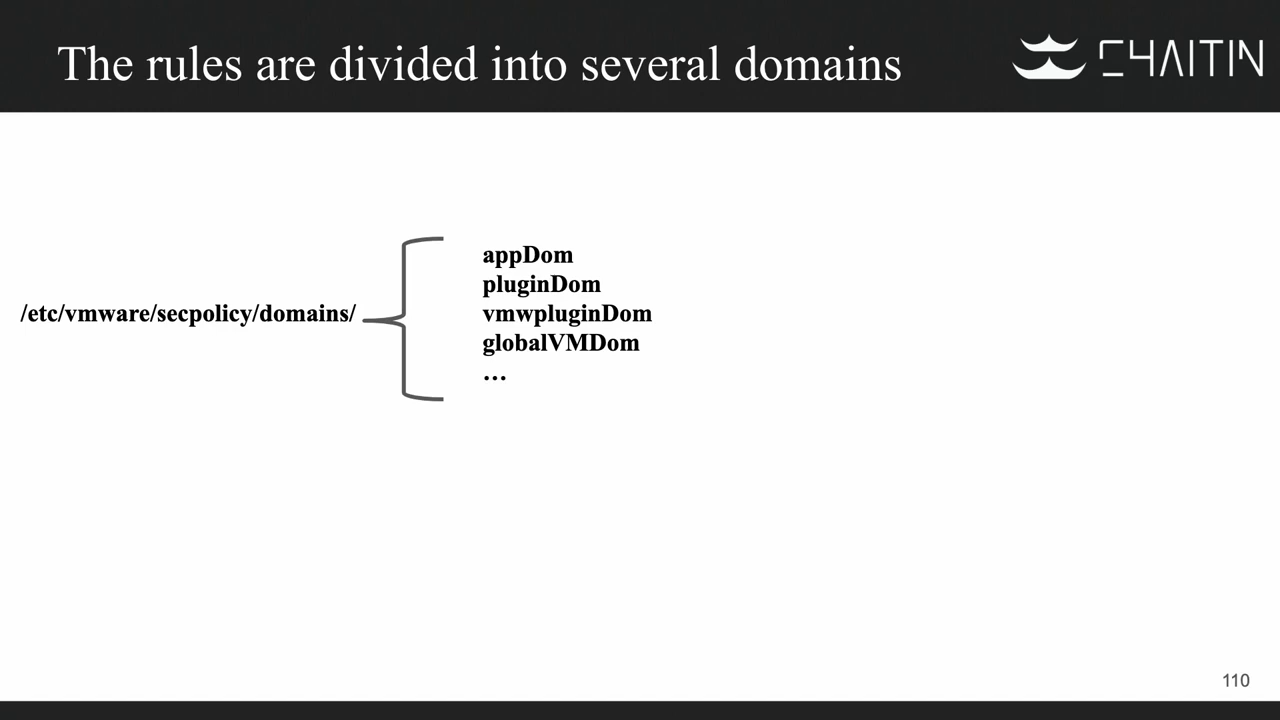 The rules are divided into several domains
CHAITIN
/etc/vmware/secpolicy/domains/
appDom
pluginDom
vmwpluginDom
globalVMDom
...
110